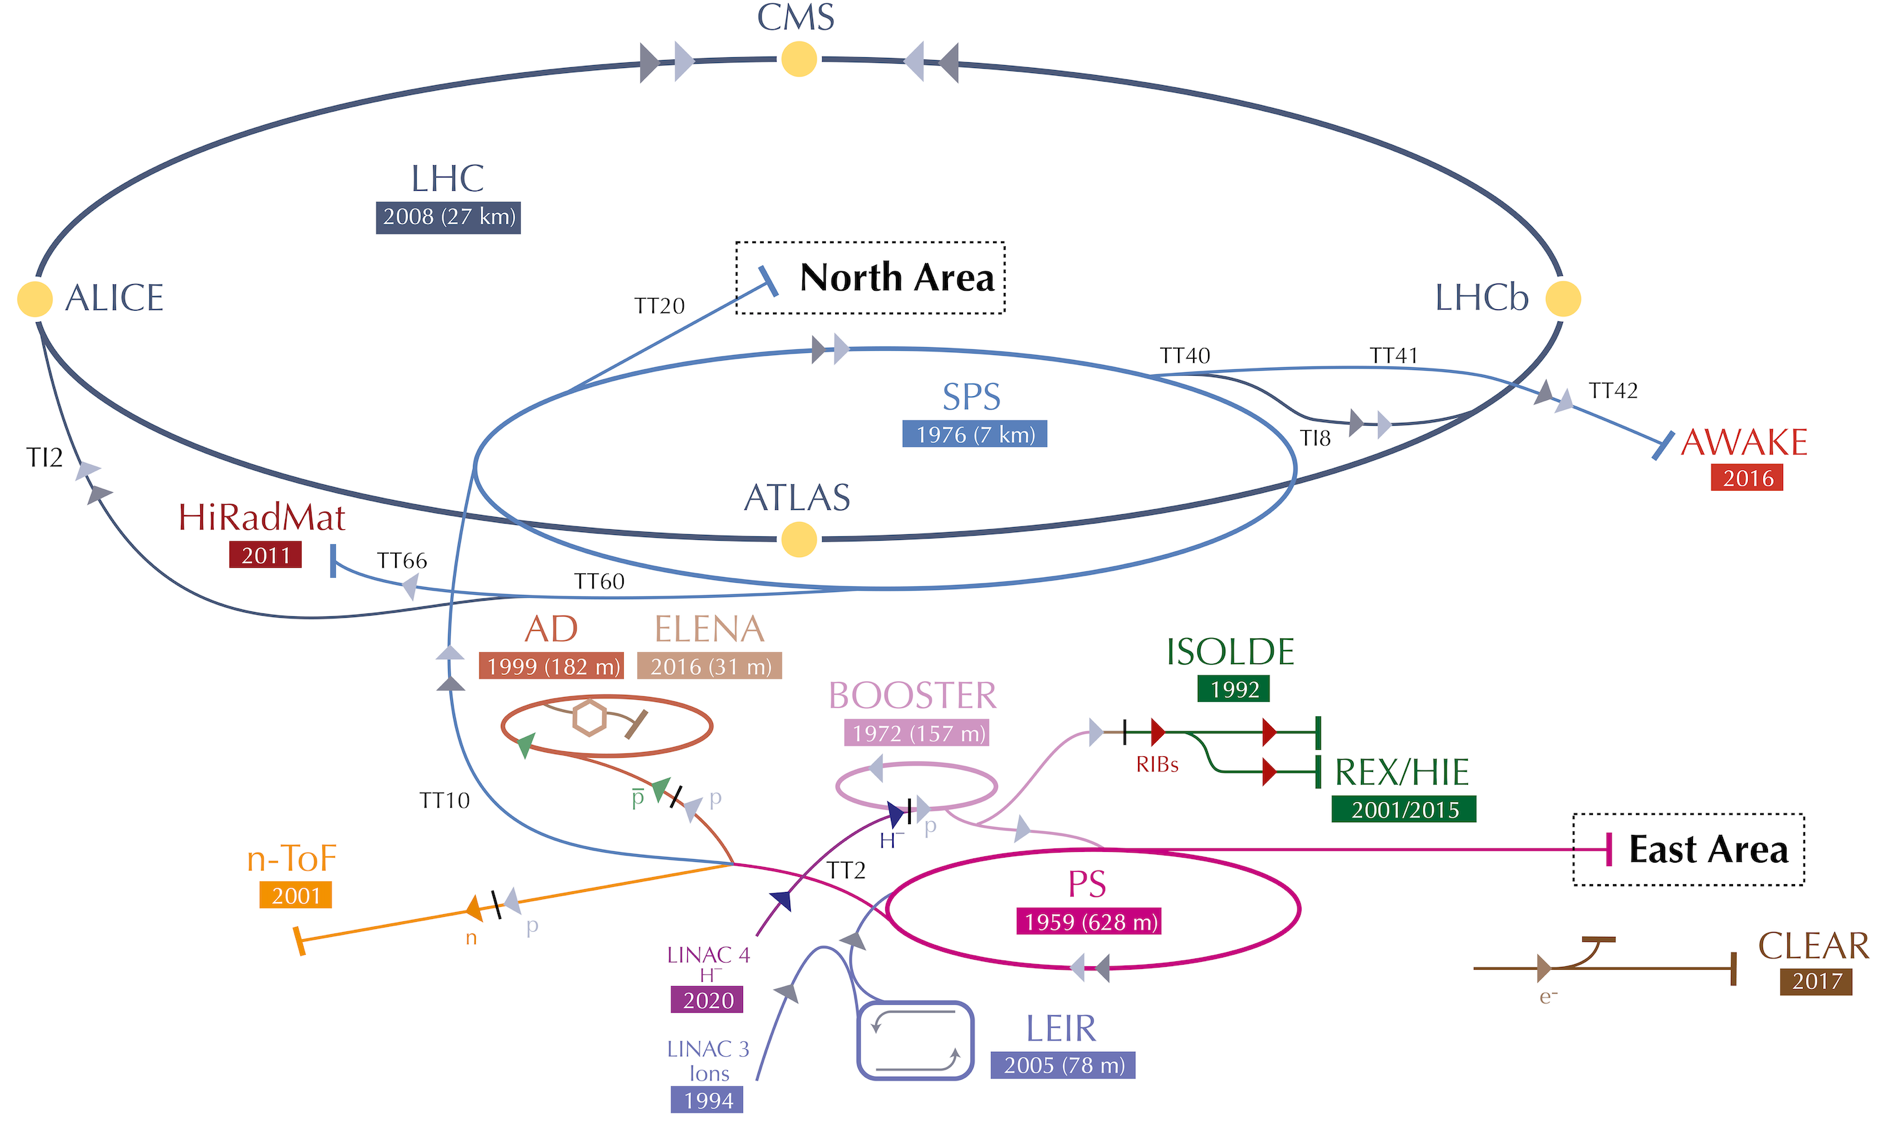 CMS
LHC
2008 (27 km)
North Area
ALICE
TT20
LHCb
TT40
TT41
TT42
SPS
1976 (7 km)
TI8
AWAKE
2016
TI2
ATLAS
HiRadMat
2011
TT66
TT60
AD
1999 (182 m)
ELENA
2016 (31 m)
ISOLDE
1992
BOOSTER
1972 (157 m)
RIBs
REX/HIE
2001/2015
p̅
p
TT10
H⁻
p
East Area
n-ToF
2001
TT2
PS
1959 (628 m)
n
p
LINAC 4
H⁻
2020
CLEAR
2017
e-
LEIR
2005 (78 m)
LINAC 3
Ions
1994